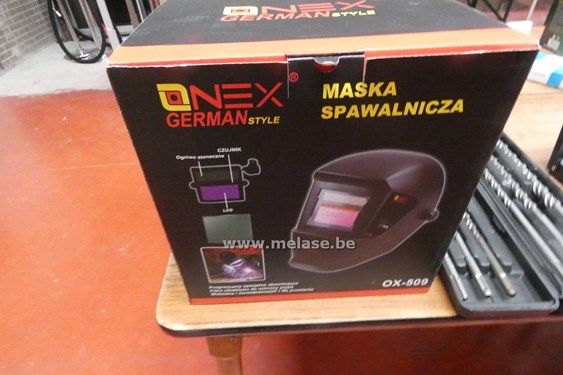 ONEX
ONEX®
GERMAN STYLE
GERMAN STYLE
MASKA
SPAWALNICZA
CZUJNIK
Ogniwo słoneczne
LCD
www.melase.be
OX-509